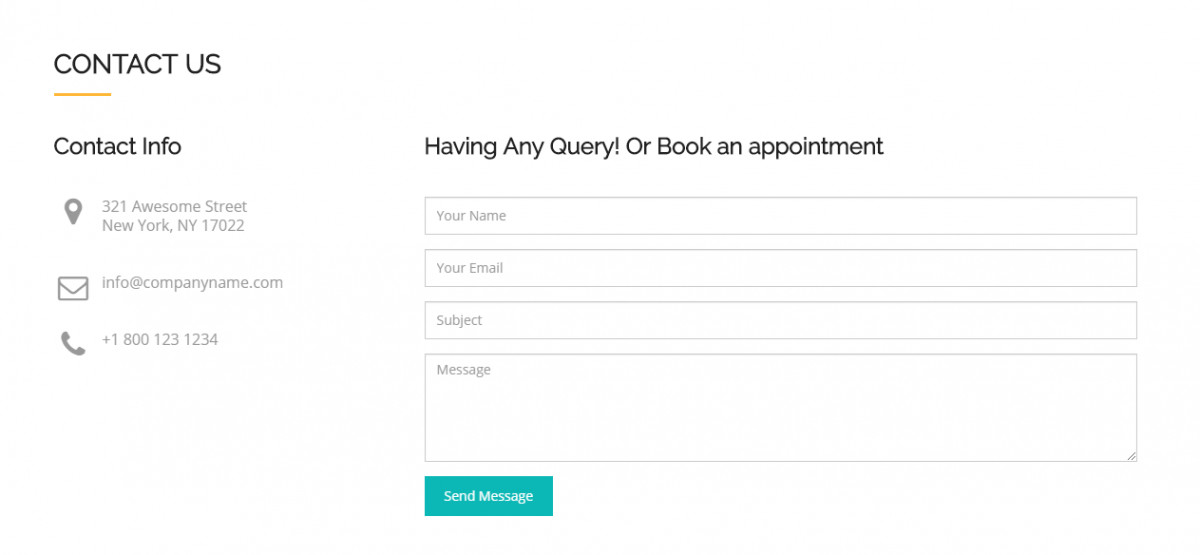 CONTACT US
Contact Info
321 Awesome Street
New York, NY 17022
info@companyname.com
+1 800 123 1234
Having Any Query! Or Book an appointment
Your Name
Your Email
Subject
Message
Send Message